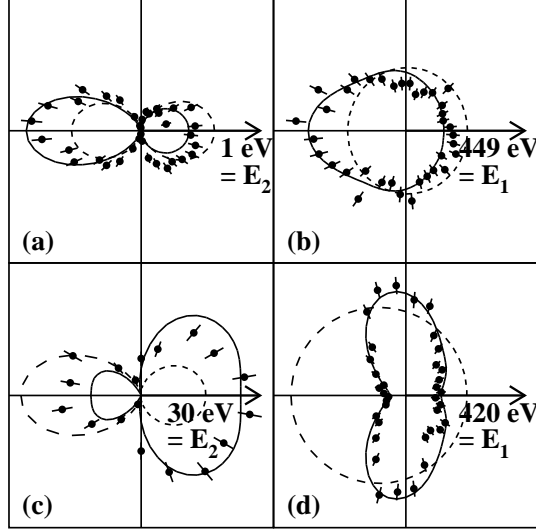 1 eV
= E2
(a)
449 eV
= E1
(b)
30 eV
= E2
(c)
420 eV
= E1
(d)